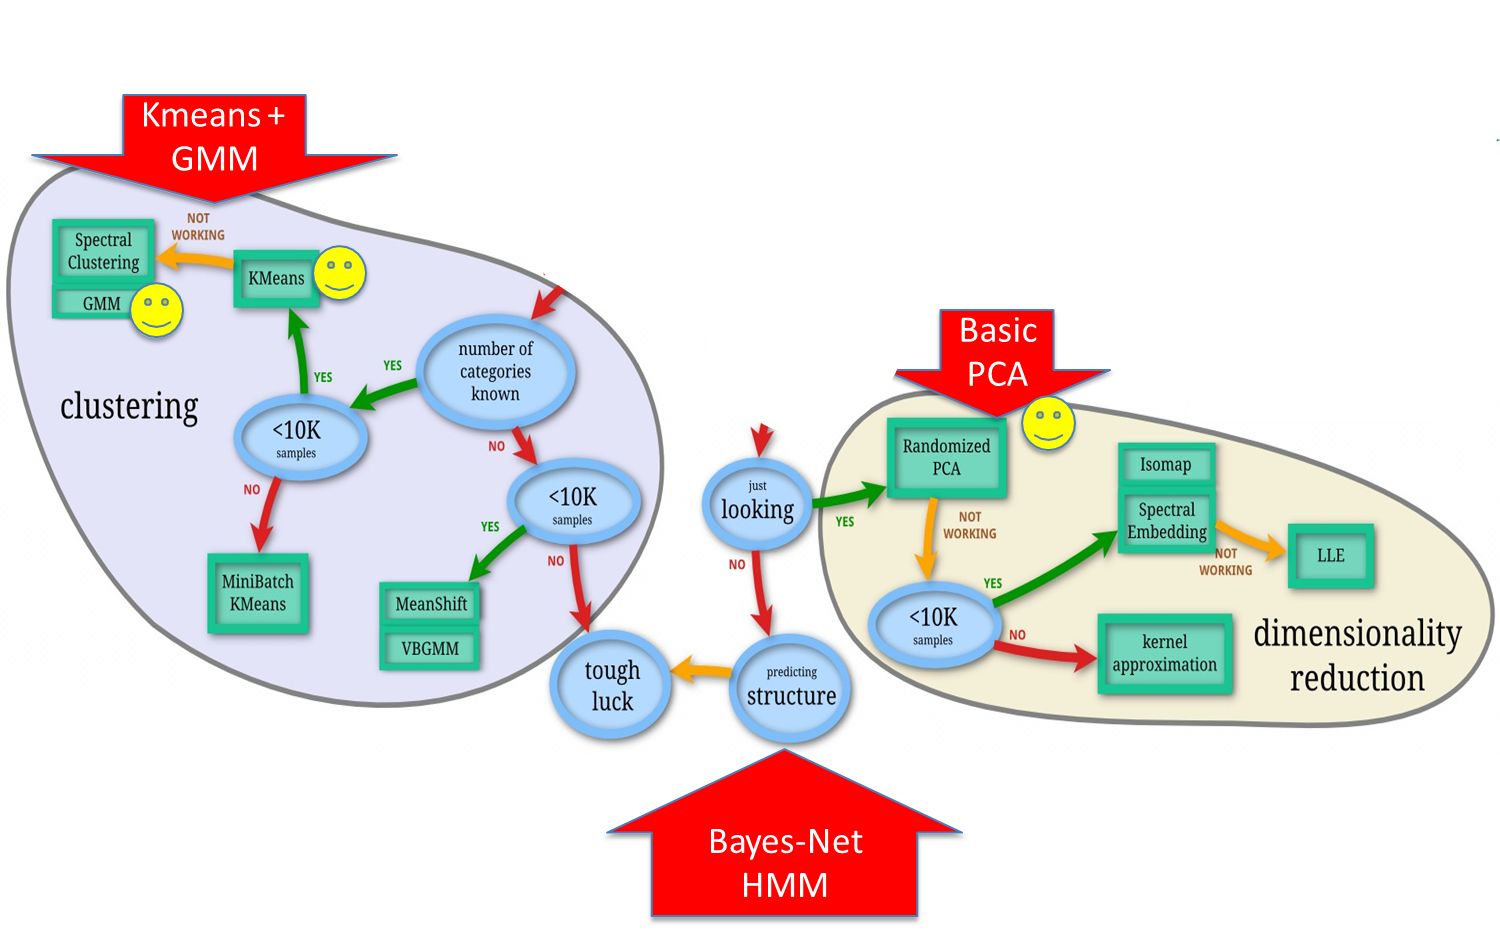 Kmeans +
GMM
NOT
WORKING
Spectral
Clustering
GMM
KMeans
number of
categories
known
YES
YES
clustering
<10K
samples
NO
NO
MiniBatch
KMeans
<10K
samples
YES
NO
MeanShift
VBGMM
tough
luck
just
looking
YES
NO
predicting
structure
Basic
PCA
Randomized
PCA
NOT
WORKING
Isomap
Spectral
Embedding
NOT
WORKING
LLE
YES
<10K
samples
NO
kernel
approximation
dimensionality
reduction
Bayes-Net
HMM